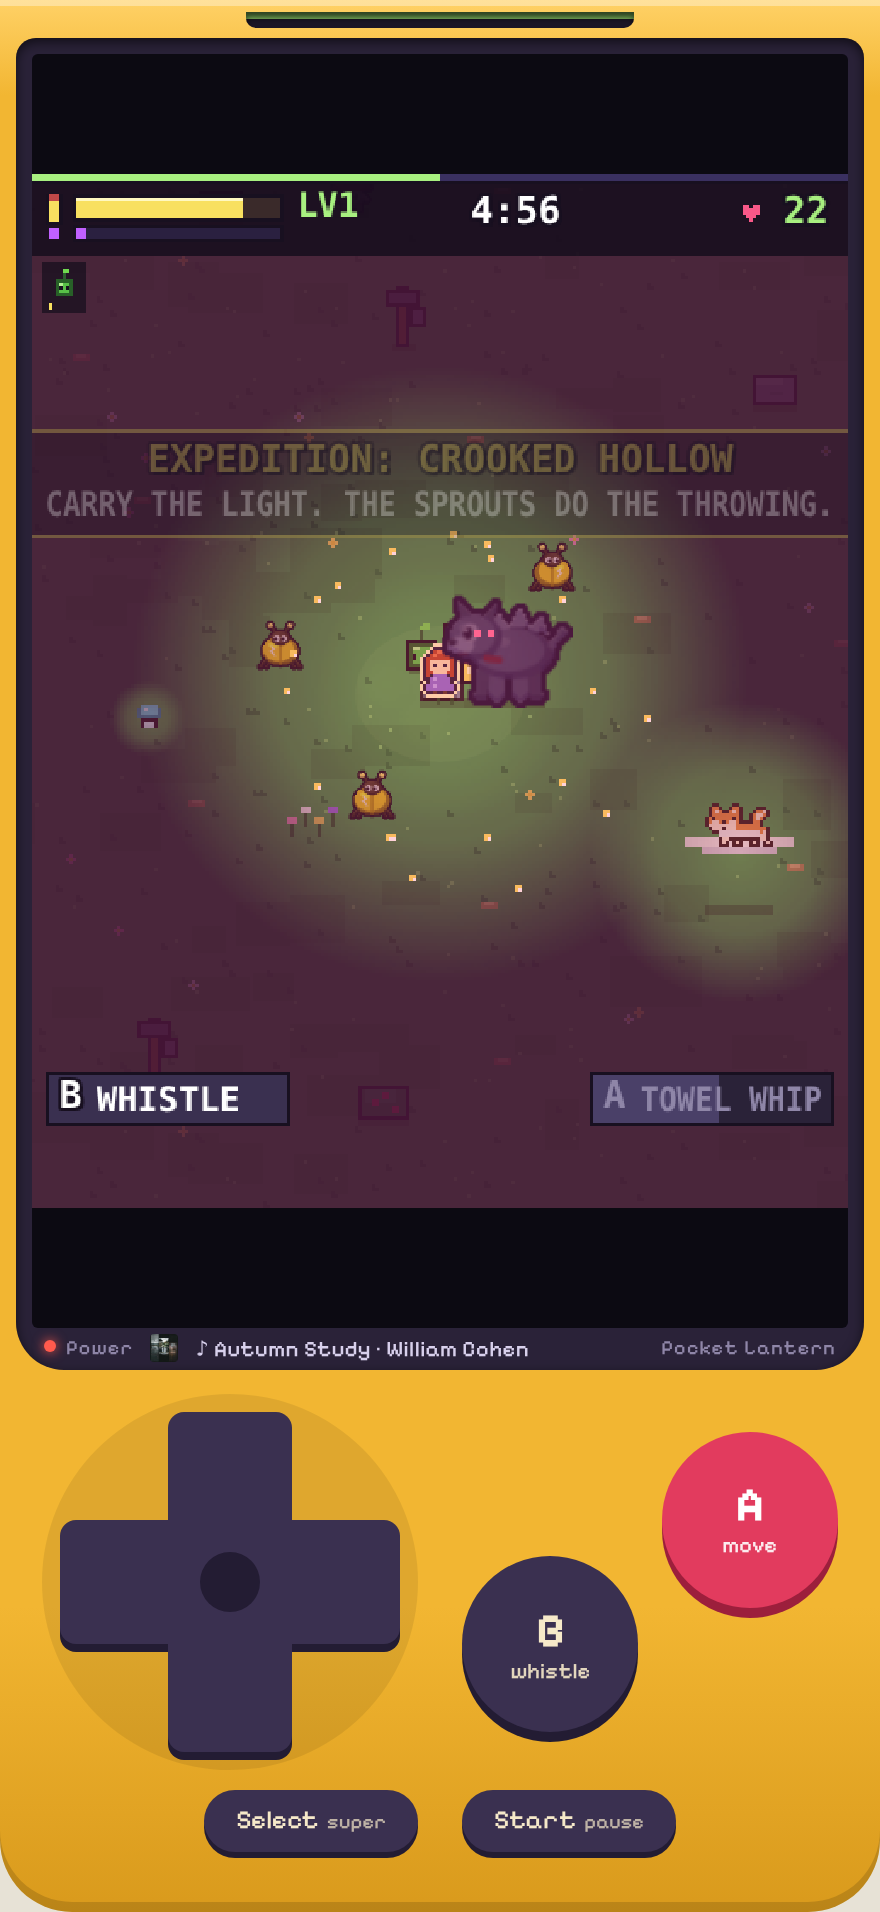 LV1
4:56
22
EXPEDITION: CROOKED HOLLOW
CARRY THE LIGHT. THE SPROUTS DO THE THROWING.
B WHISTLE
A TOWEL WHIP
Power
♪ Autumn Study · William Cohen
Pocket Lantern
A
move
B
whistle
Select super
Start pause